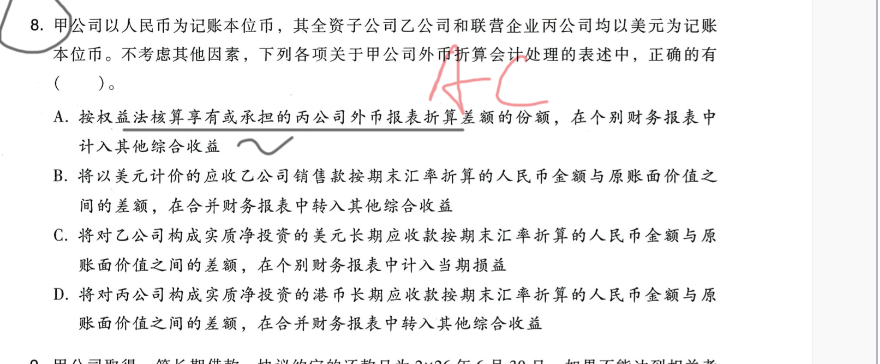 8. 甲公司以人民币为记账本位币，其全资子公司乙公司和联营企业丙公司均以美元为记账
本位币。不考虑其他因素，下列各项关于甲公司外币折算会计处理的表述中，正确的有
（　　）。
AC
A. 按权益法核算享有或承担的丙公司外币报表折算差额的份额，在个别财务报表中
计入其他综合收益
B. 将以美元计价的应收乙公司销售款按期末汇率折算的人民币金额与原账面价值之
间的差额，在合并财务报表中转入其他综合收益
C. 将对乙公司构成实质净投资的美元长期应收款按期末汇率折算的人民币金额与原
账面价值之间的差额，在个别财务报表中计入当期损益
D. 将对丙公司构成实质净投资的港币长期应收款按期末汇率折算的人民币金额与原
账面价值之间的差额，在合并财务报表中转入其他综合收益